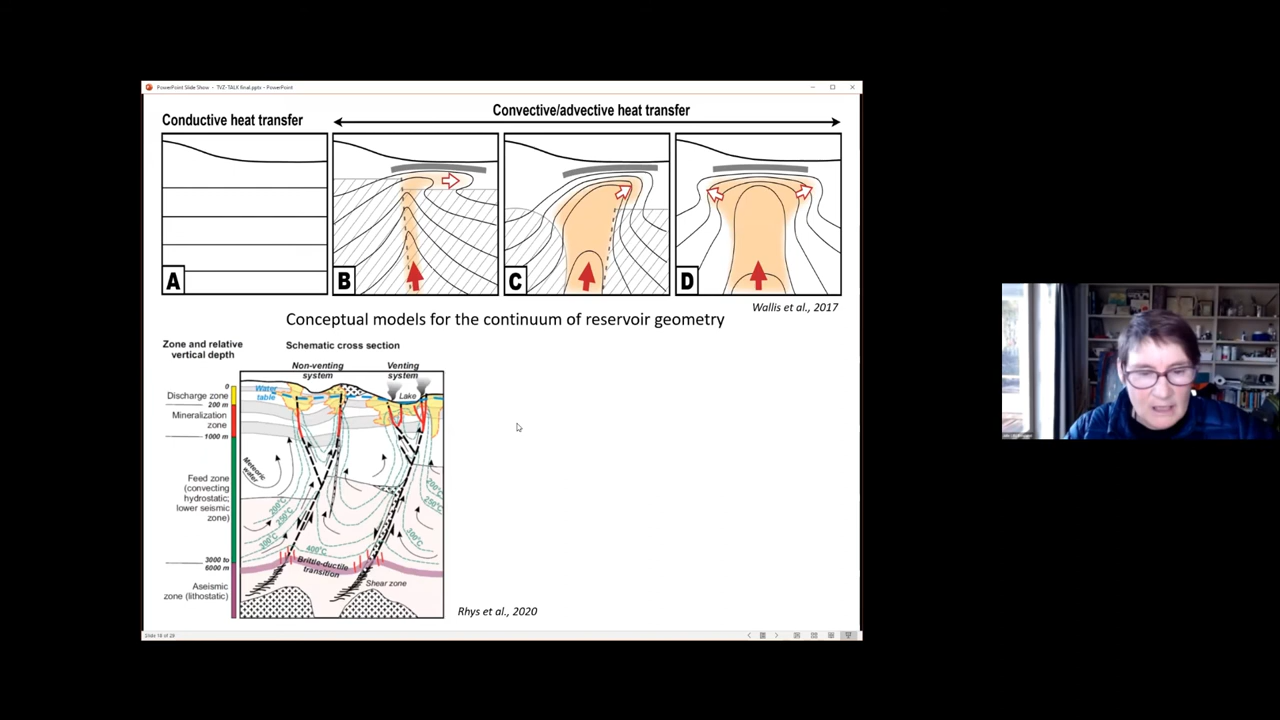 PowerPoint Slide Show - TVZ-TALK final.pptx - PowerPoint
Conductive heat transfer
Convective/advective heat transfer
A
B
C
D
Wallis et al., 2017
Conceptual models for the continuum of reservoir geometry
Zone and relative
vertical depth
Schematic cross section
Non-venting
system
Venting
system
0
Discharge zone
200 m
Mineralization
zone
1000 m
Feed zone
(convecting
hydrostatic;
lower seismic
zone)
3000 to
6000 m
Aseismic
zone (lithostatic)
Water
table
Lake
Meteoric
water
200°C
250°C
300°C
400°C
200°C
250°C
300°C
Brittle-ductile
transition
Shear zone
Rhys et al., 2020